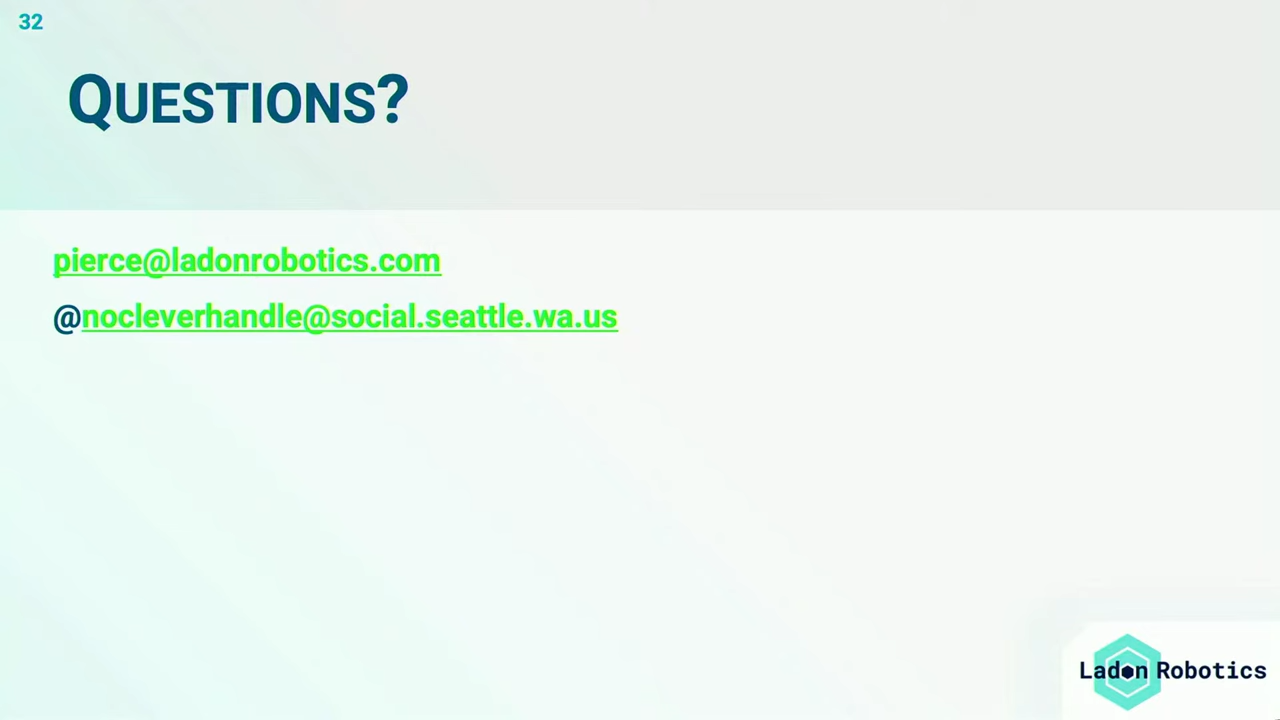 32
QUESTIONS?
pierce@ladonrobotics.com
@nocleverhandle@social.seattle.wa.us
Ladon Robotics